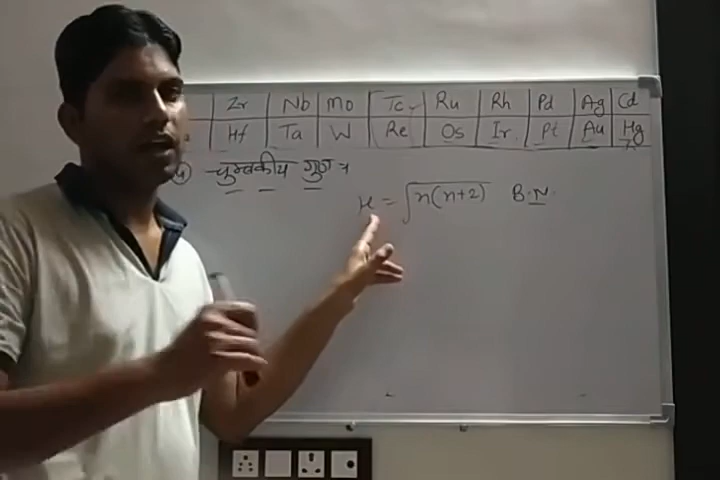 Zr Nb Mo Tc Ru Rh Pd Ag Cd
Hf Ta W Re Os Ir Pt Au Hg
चुम्बकीय गुण
μ = √n(n+2) B.N.